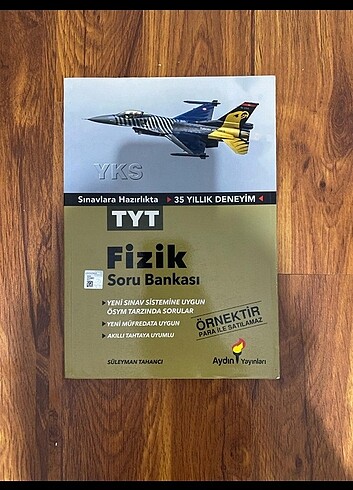 YKS
Sınavlara Hazırlıkta ▶ 35 YILLIK DENEYİM ◀
TYT
Fizik
Soru Bankası
▶YENİ SINAV SİSTEMİNE UYGUN
ÖSYM TARZINDA SORULAR
▶YENİ MÜFREDATA UYGUN
▶AKILLI TAHTAYA UYUMLU
ÖRNEKTİR
PARA İLE SATILAMAZ
Aydın Yayınları
SÜLEYMAN TAHANCI